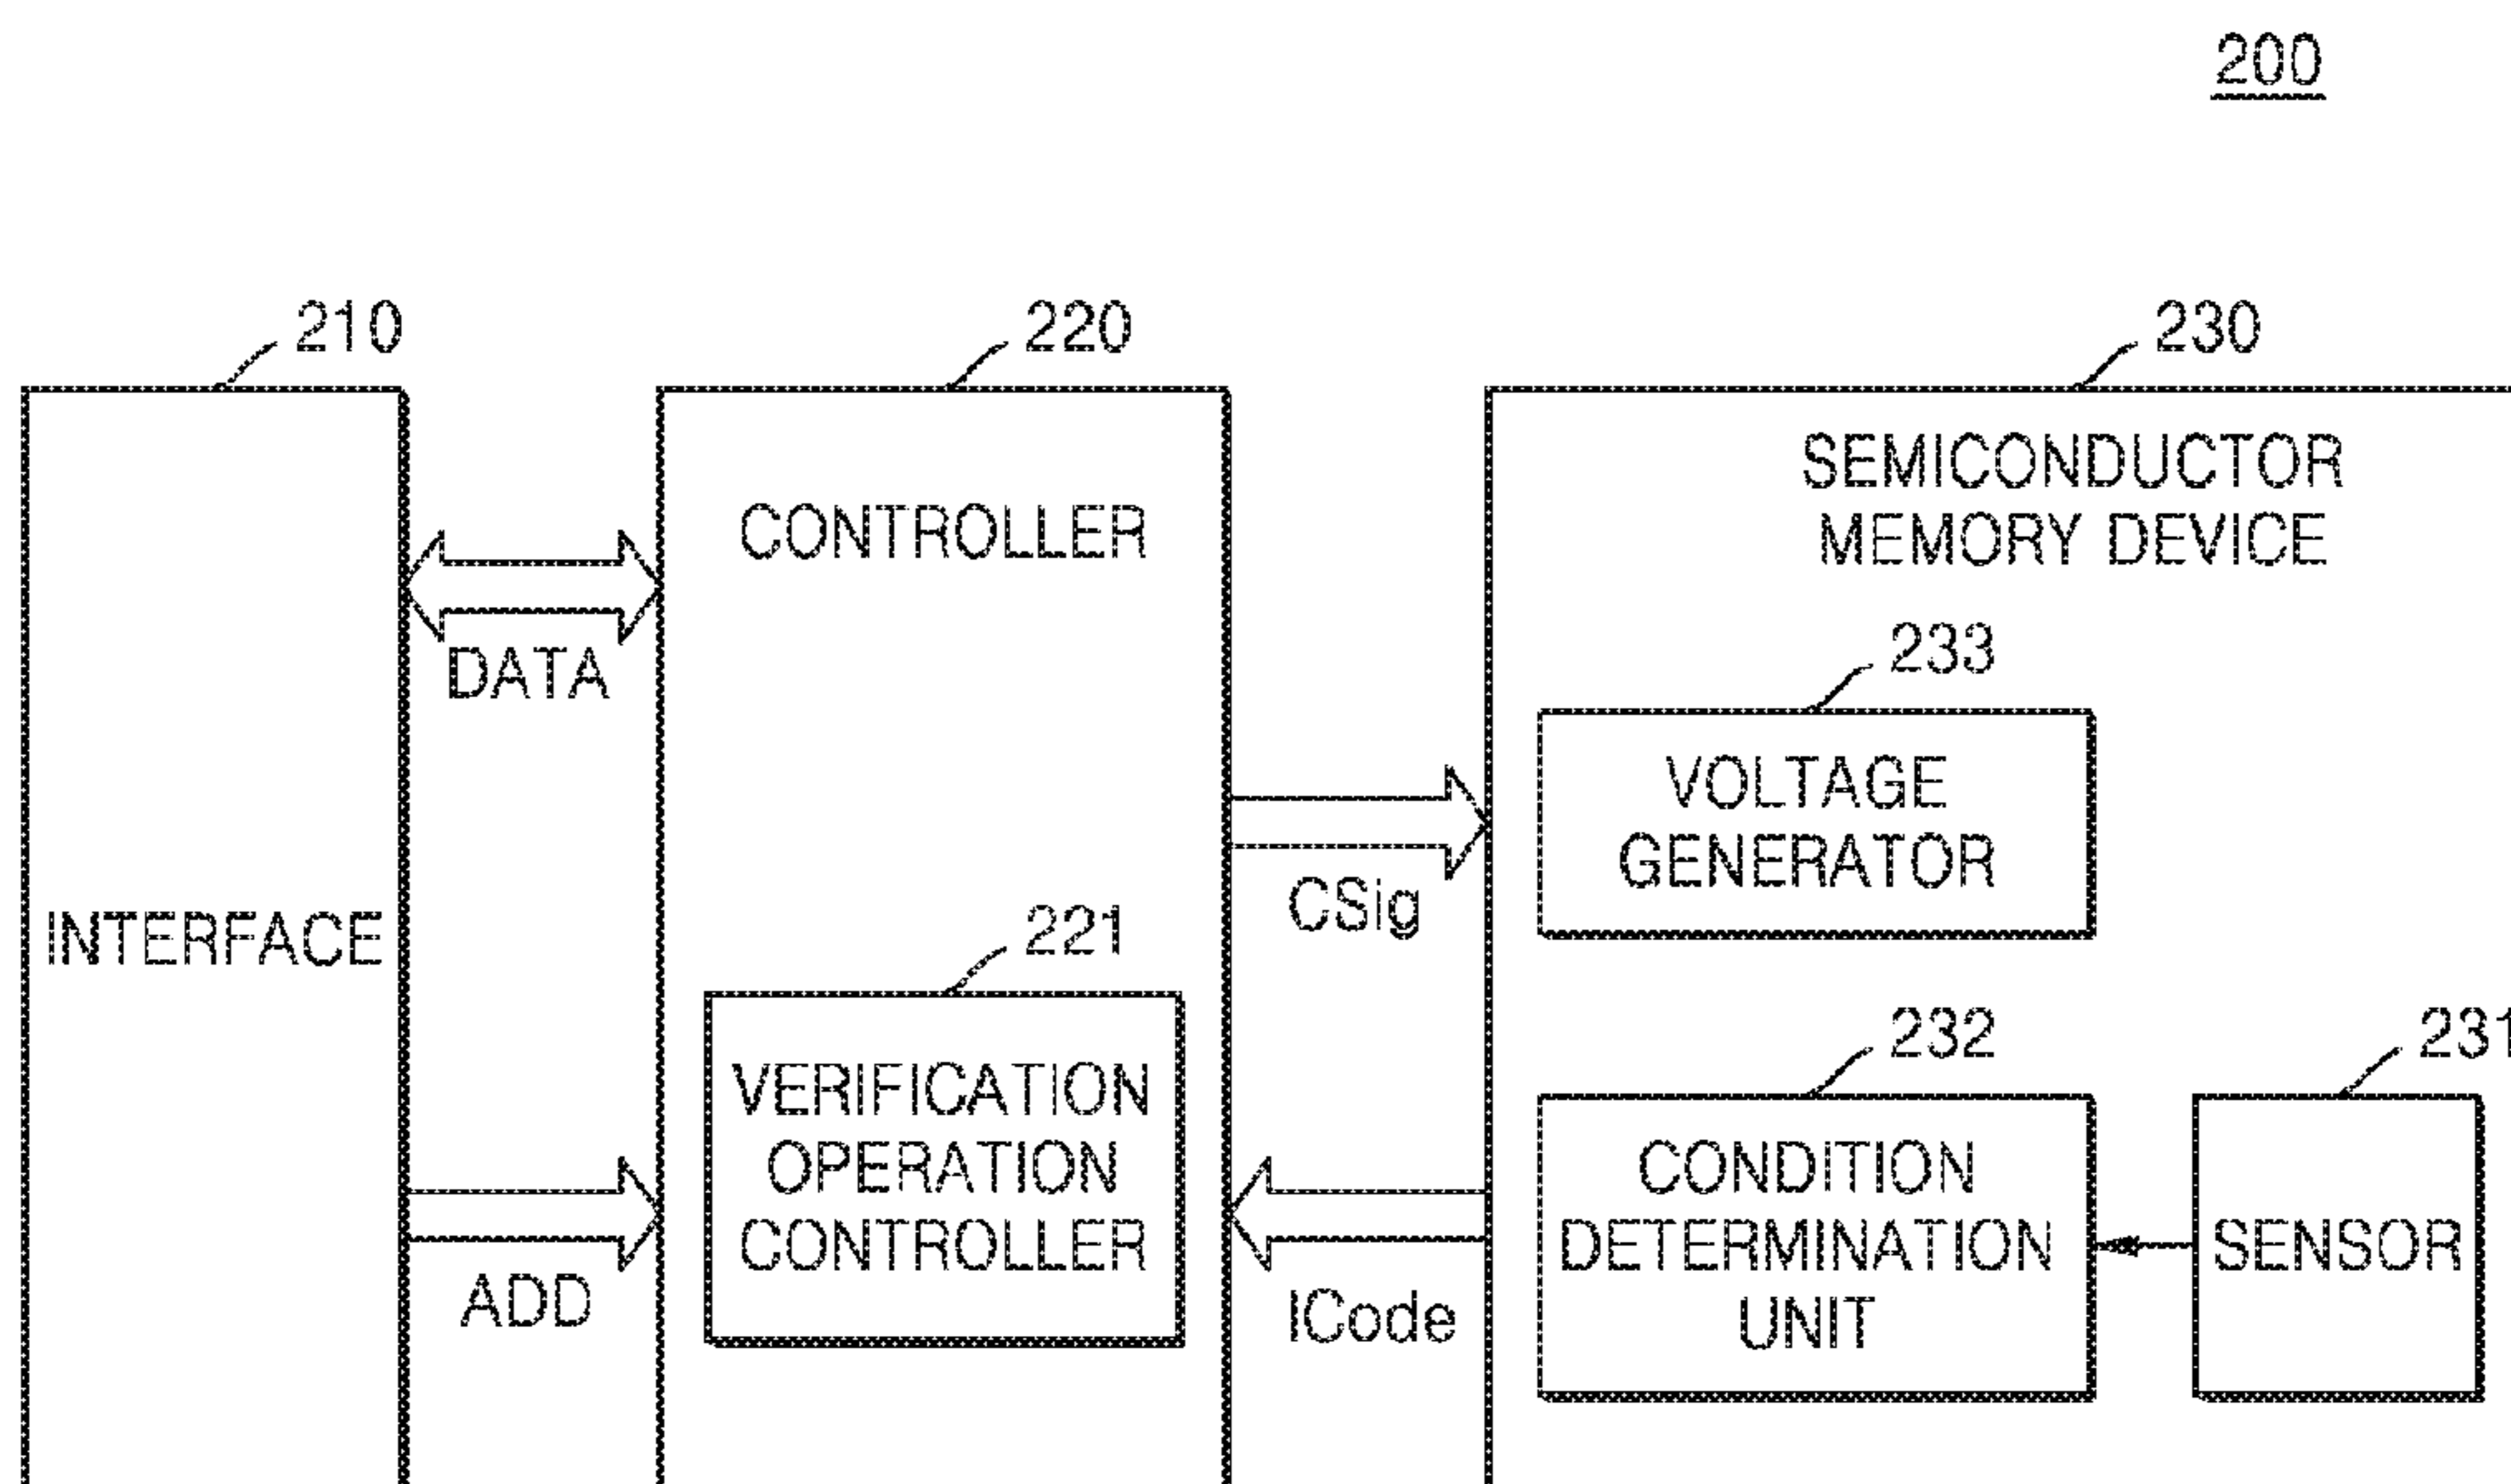 200
210
220
230
CONTROLLER
SEMICONDUCTOR
MEMORY DEVICE
DATA
233
VOLTAGE
GENERATOR
CSig
INTERFACE
221
VERIFICATION
OPERATION
CONTROLLER
232
231
CONDITION
DETERMINATION
UNIT
SENSOR
ADD
ICode